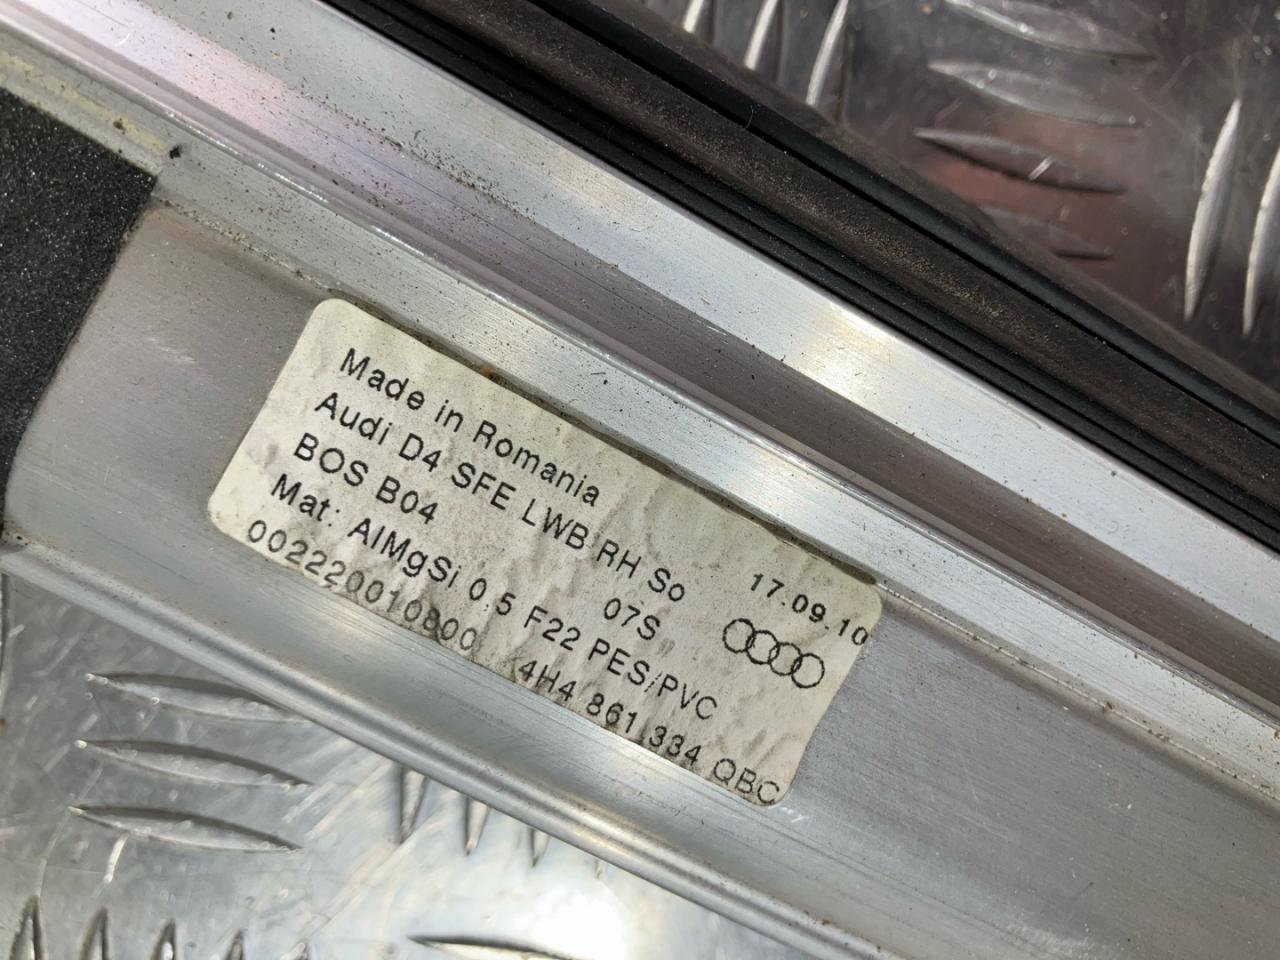 Made in Romania
Audi D4 SFE LWB RH So 17.09.10
BOS B04 07S
Mat: AlMgSi 0.5 F22 PES/PVC
002220010800 4H4 861 334 QBC